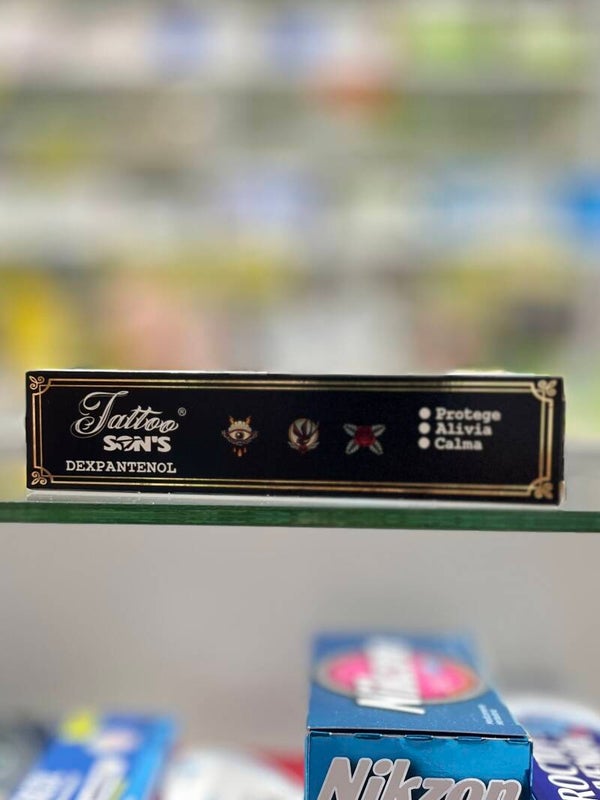 Tattoo®
SON'S
DEXPANTENOL
Protege
Alivia
Calma
Nikzon
Nikzon